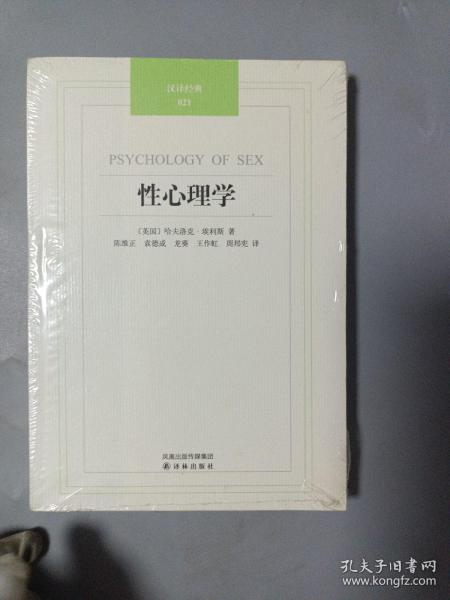 汉译经典
021
PSYCHOLOGY OF SEX
性心理学
〔英国〕哈夫洛克·埃利斯 著
陈维正 袁德成 龙葵 王作虹 周邦宪 译
凤凰出版传媒集团
译林出版社
孔夫子旧书网
www.kongfz.com